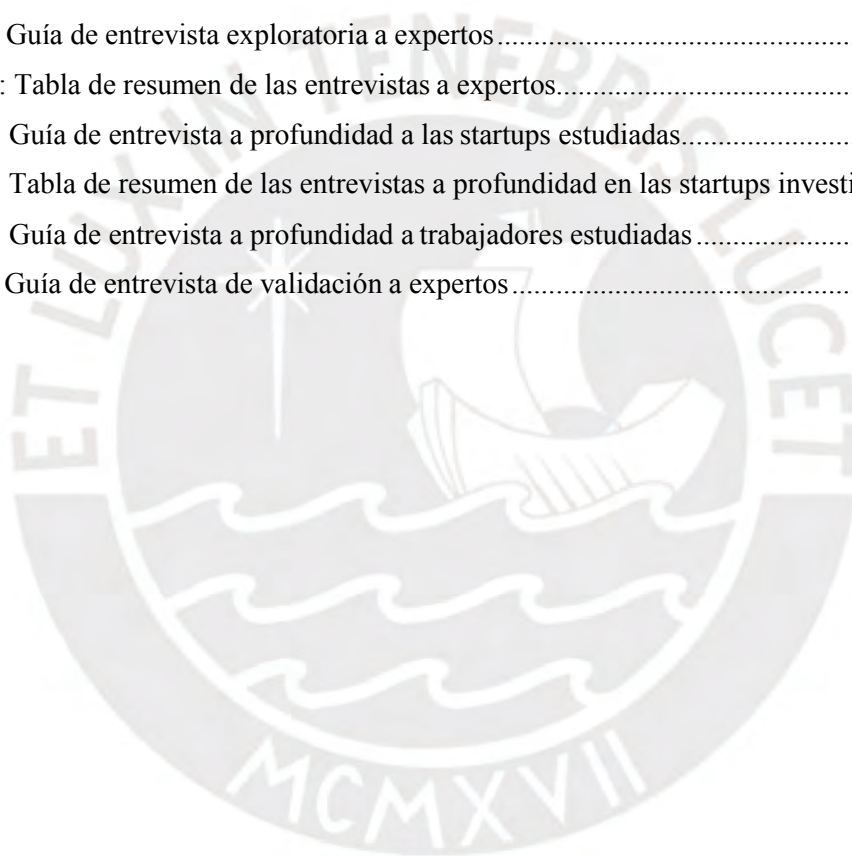 Guía de entrevista exploratoria a expertos.......................................................
: Tabla de resumen de las entrevistas a expertos...............................................
Guía de entrevista a profundidad a las startups estudiadas.............................
Tabla de resumen de las entrevistas a profundidad en las startups investi
Guía de entrevista a profundidad a trabajadores estudiadas...........................
Guía de entrevista de validación a expertos.....................................................
ET LUX IN TENEBRIS LUCET
MCMXVII